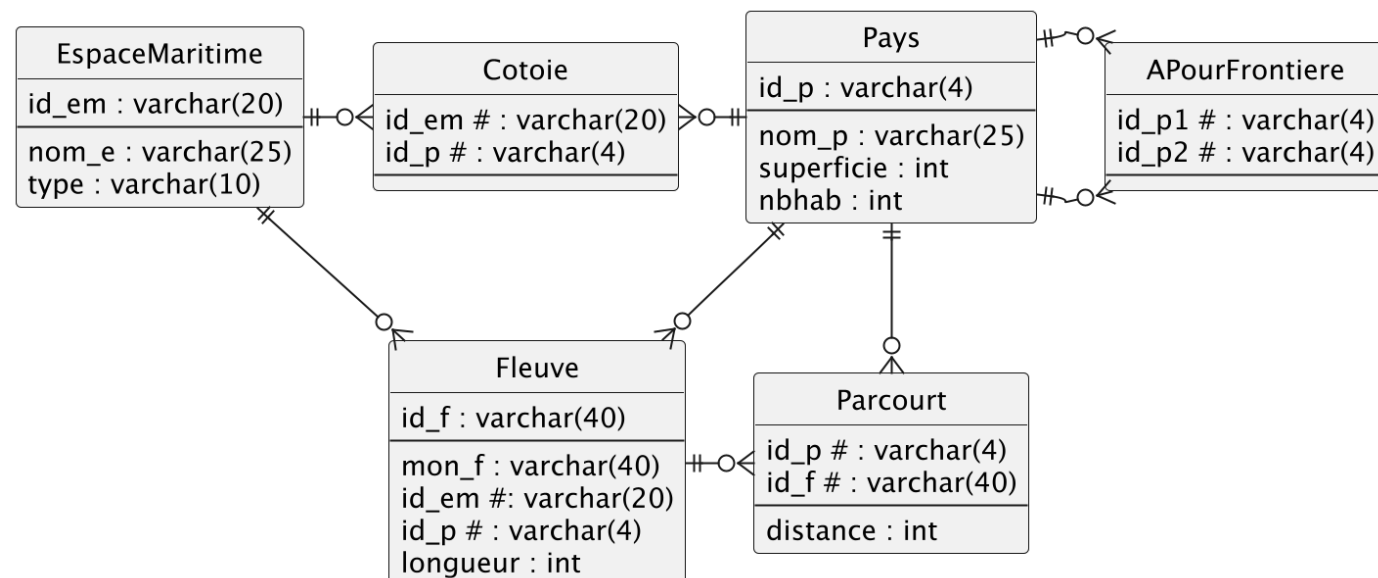 EspaceMaritime
id_em : varchar(20)
nom_e : varchar(25)
type : varchar(10)
Cotoie
id_em # : varchar(20)
id_p # : varchar(4)
Pays
id_p : varchar(4)
nom_p : varchar(25)
superficie : int
nbhab : int
APourFrontiere
id_p1 # : varchar(4)
id_p2 # : varchar(4)
Fleuve
id_f : varchar(40)
mon_f : varchar(40)
id_em #: varchar(20)
id_p # : varchar(4)
longueur : int
Parcourt
id_p # : varchar(4)
id_f # : varchar(40)
distance : int